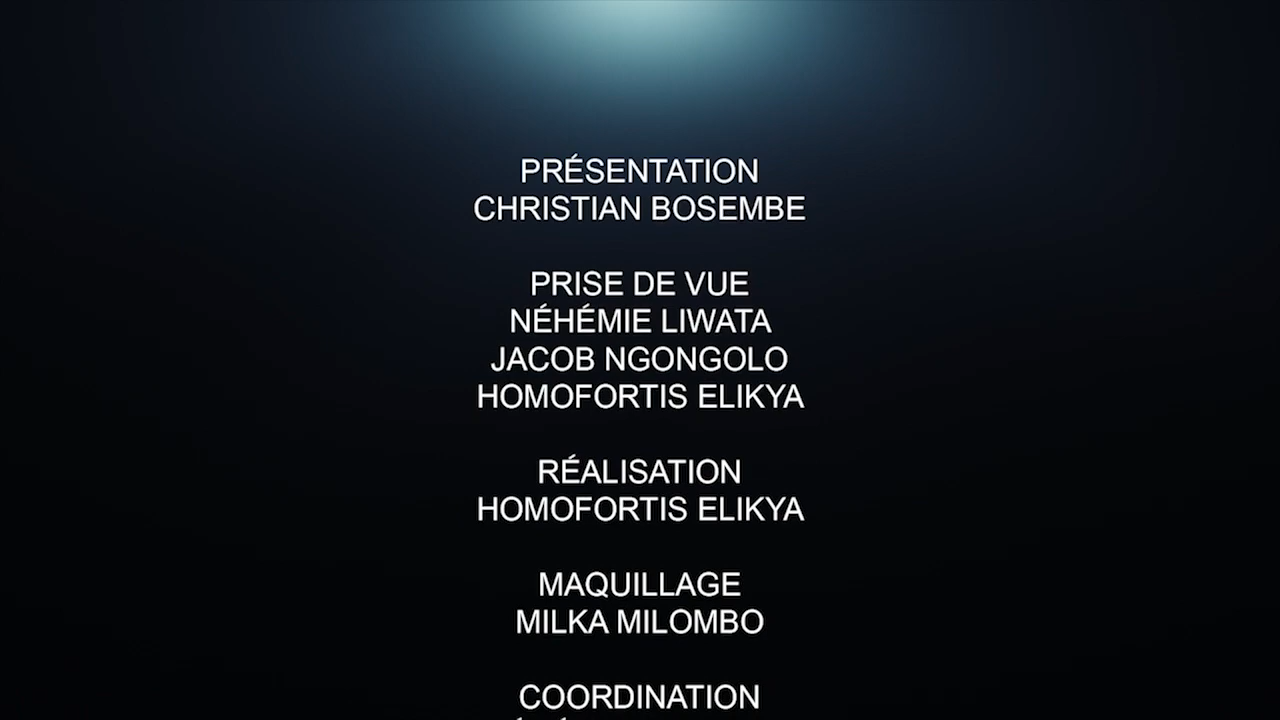 PRÉSENTATION
CHRISTIAN BOSEMBE
PRISE DE VUE
NÉHÉMIE LIWATA
JACOB NGONGOLO
HOMOFORTIS ELIKYA
RÉALISATION
HOMOFORTIS ELIKYA
MAQUILLAGE
MILKA MILOMBO
COORDINATION